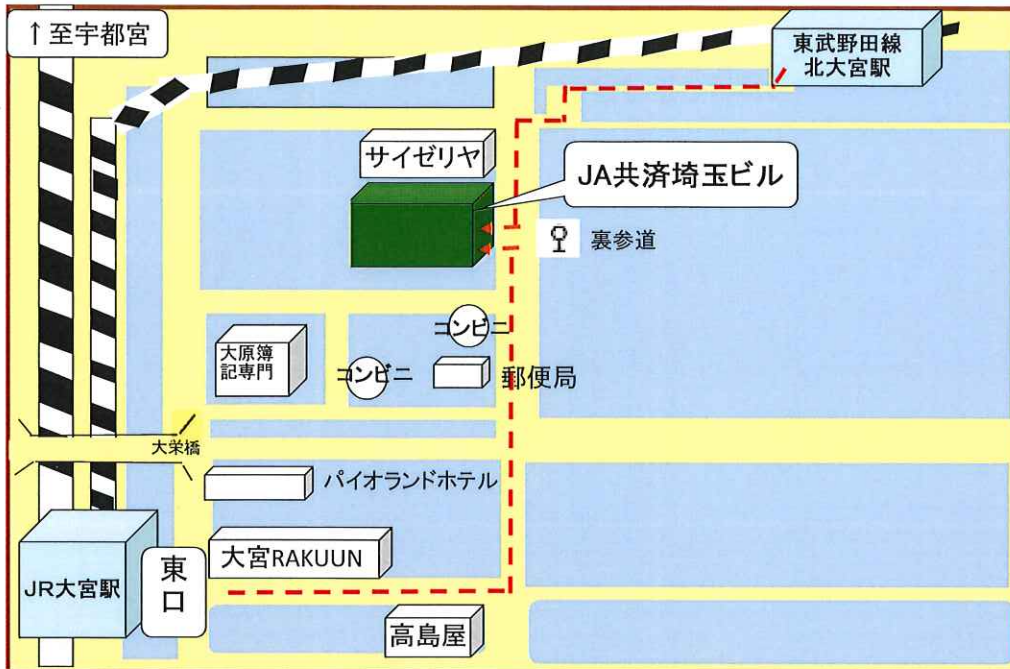 ↑至宇都宮
東武野田線
北大宮駅
サイゼリヤ
JA共済埼玉ビル
裏参道
コンビニ
大原簿
記専門
コンビニ
郵便局
大栄橋
パイオランドホテル
大宮RAKUUN
東
口
JR大宮駅
高島屋